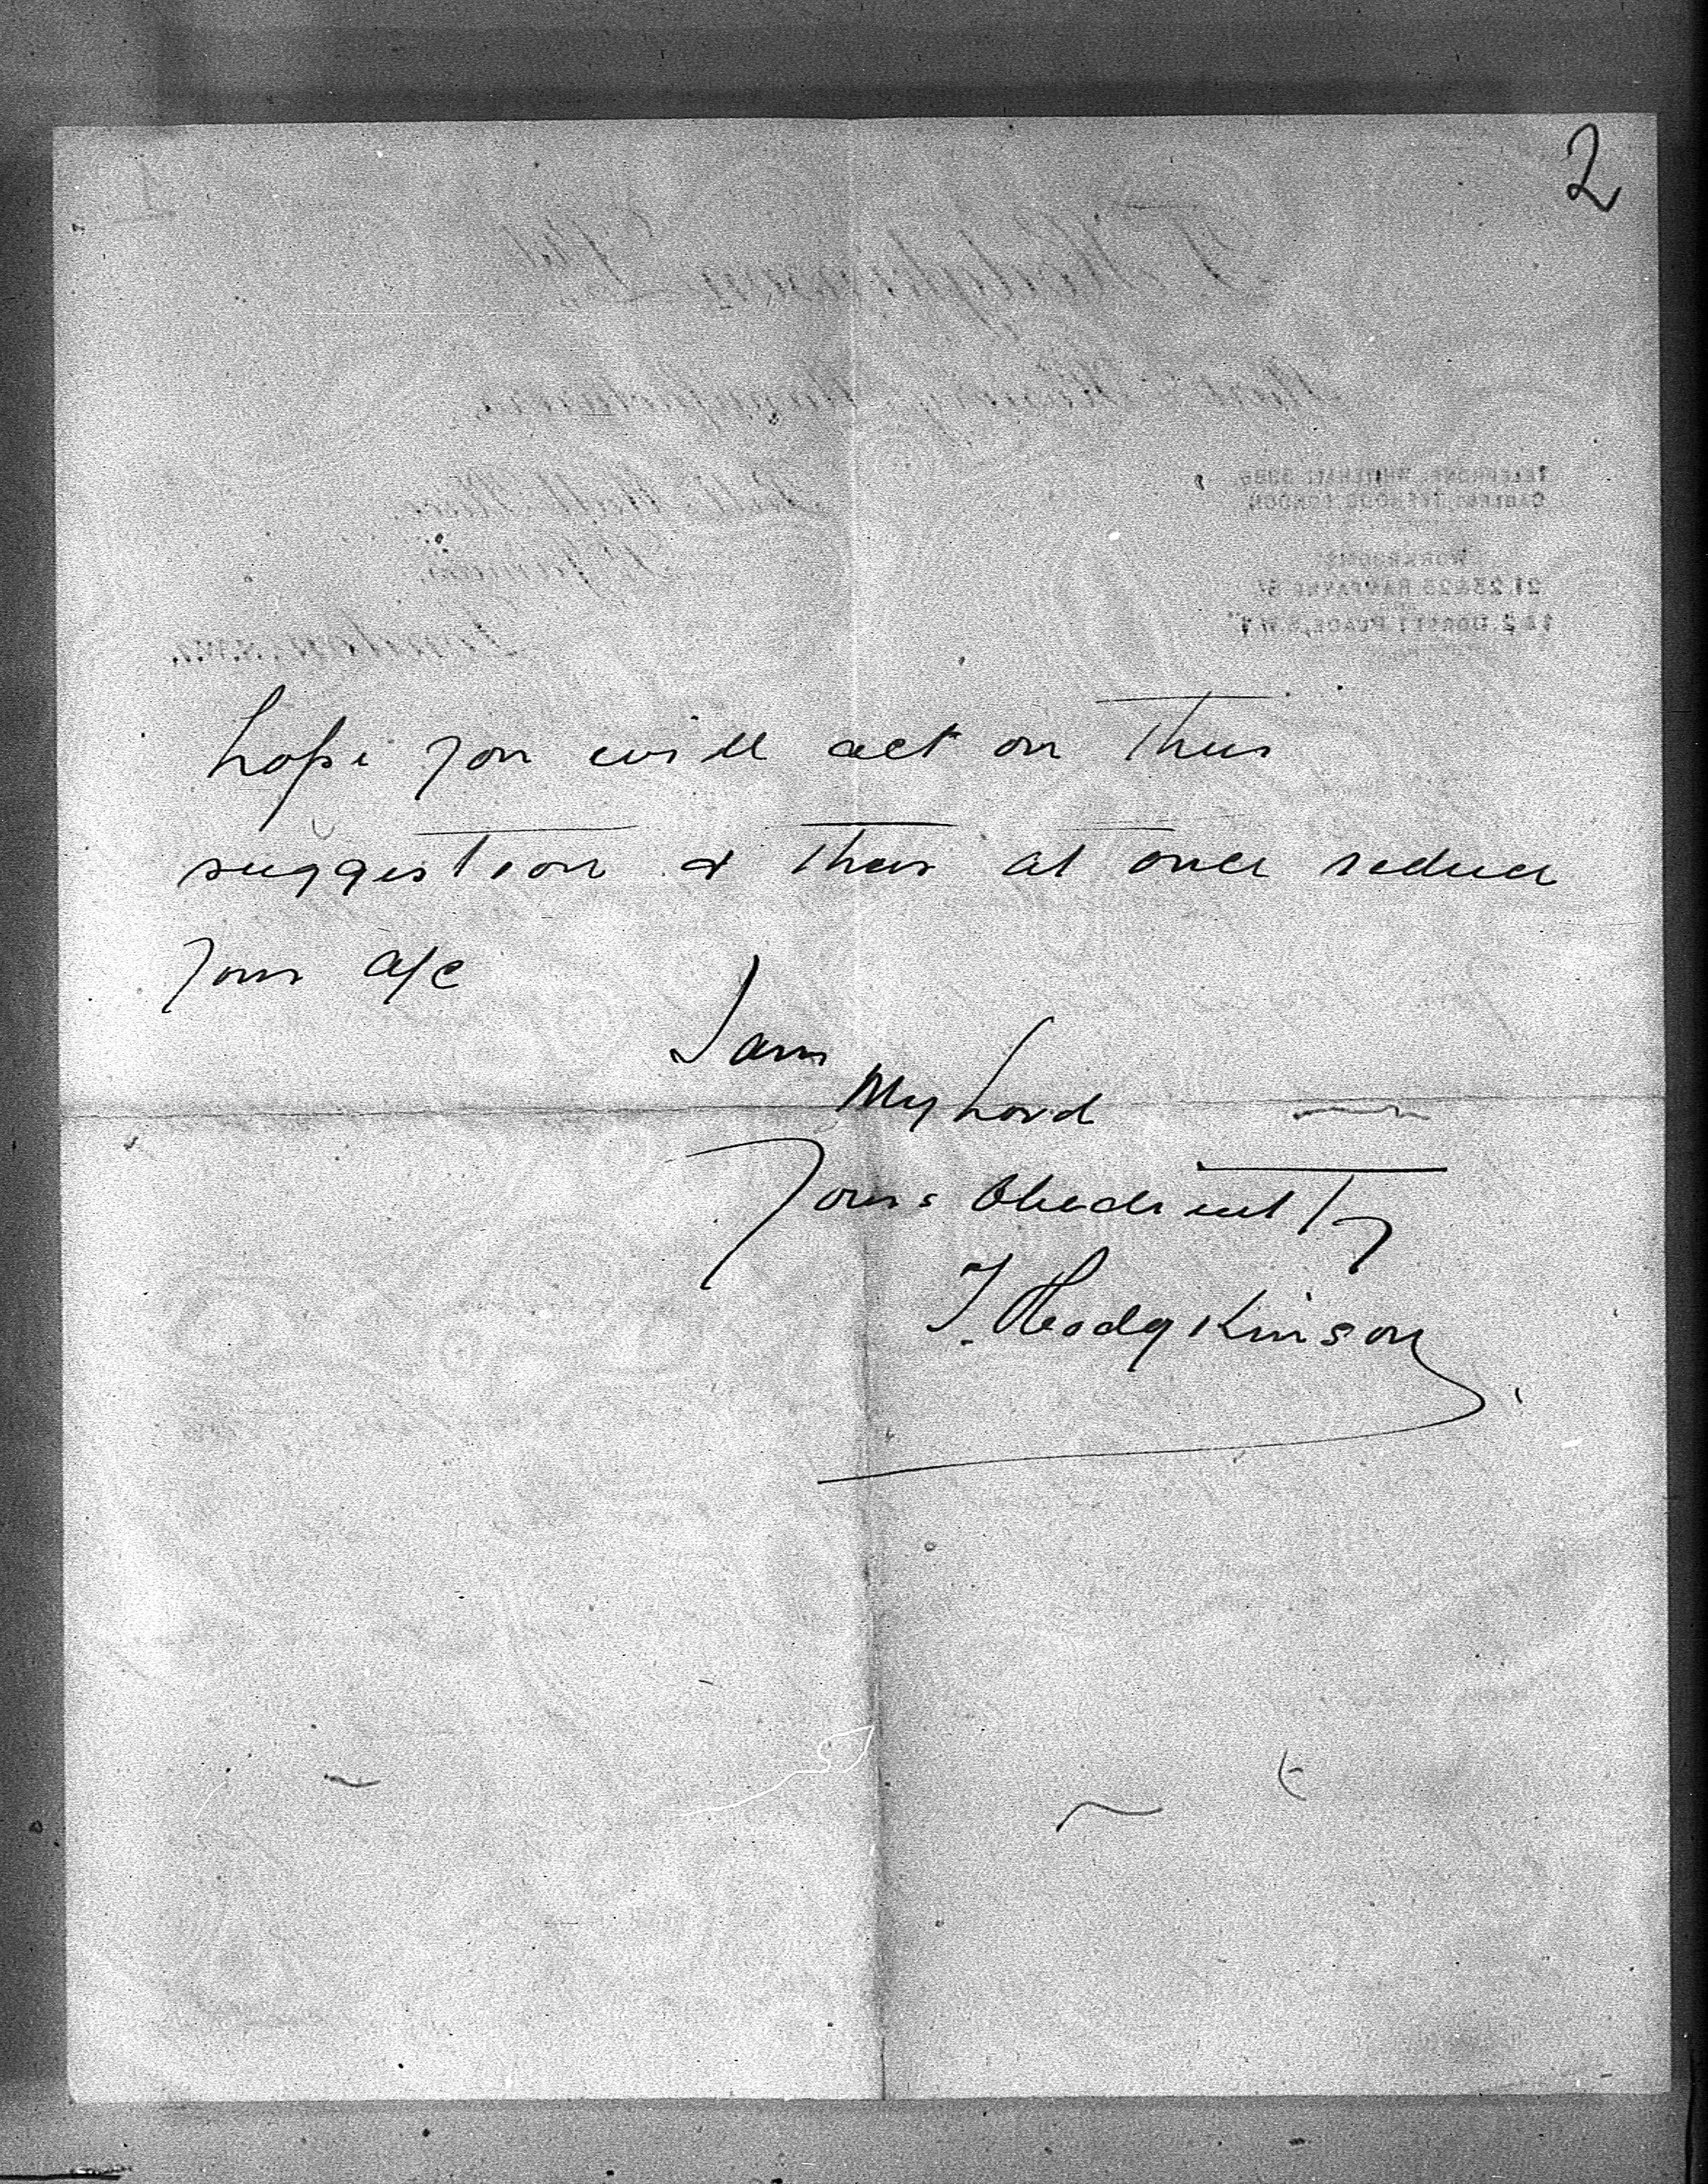 2
hope you will act on this
suggestion & thus at once reduce
your a/c
I am
My Lord
Yours Obediently
T. Hodgkinson